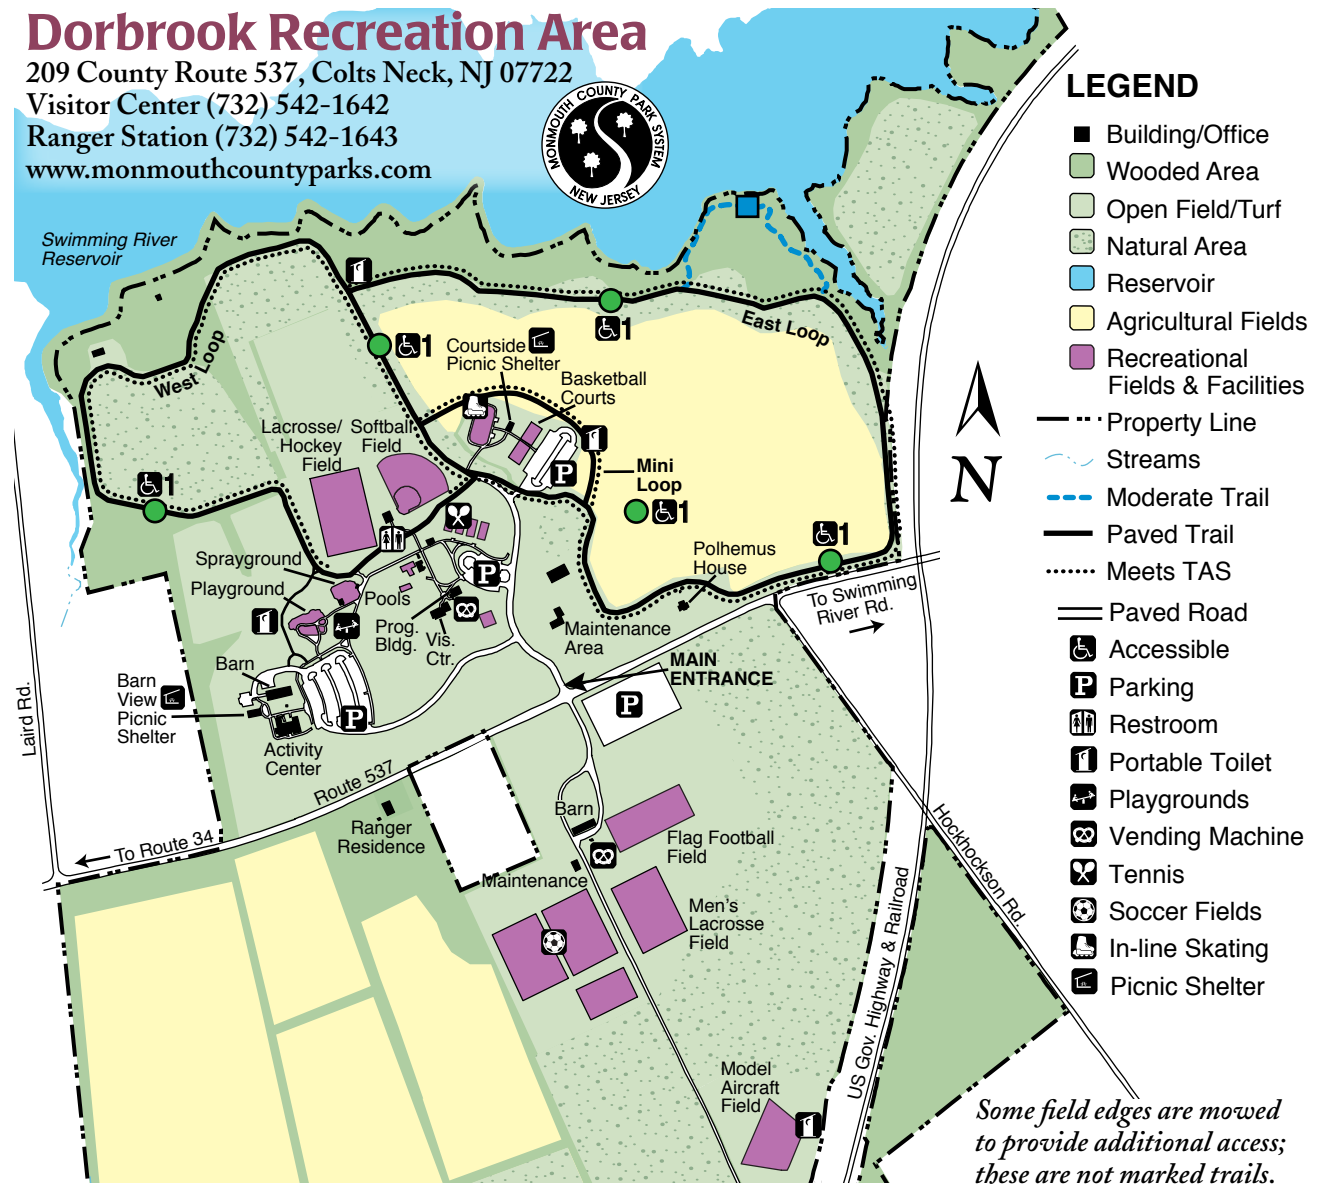 Dorbrook Recreation Area
209 County Route 537, Colts Neck, NJ 07722
Visitor Center (732) 542-1642
Ranger Station (732) 542-1643
www.monmouthcountyparks.com
MONMOUTH COUNTY PARK SYSTEM
NEW JERSEY
Swimming River
Reservoir
West Loop
East Loop
1
1
1
1
1
Courtside
Picnic Shelter
Basketball
Courts
Lacrosse/
Hockey
Field
Softball
Field
P
Mini
Loop
Polhemus
House
To Swimming
River Rd.
Sprayground
Playground
Pools
P
Prog.
Bldg.
Vis.
Ctr.
Maintenance
Area
MAIN
ENTRANCE
P
Barn
Barn
View
Picnic
Shelter
P
Activity
Center
Laird Rd.
Route 537
To Route 34
Ranger
Residence
Barn
Maintenance
Flag Football
Field
Men's
Lacrosse
Field
Model
Aircraft
Field
US Gov. Highway & Railroad
Hockhockson Rd.
N
LEGEND
Building/Office
Wooded Area
Open Field/Turf
Natural Area
Reservoir
Agricultural Fields
Recreational
Fields & Facilities
Property Line
Streams
Moderate Trail
Paved Trail
Meets TAS
Paved Road
Accessible
P Parking
Restroom
Portable Toilet
Playgrounds
Vending Machine
Tennis
Soccer Fields
In-line Skating
Picnic Shelter
Some field edges are mowed
to provide additional access;
these are not marked trails.